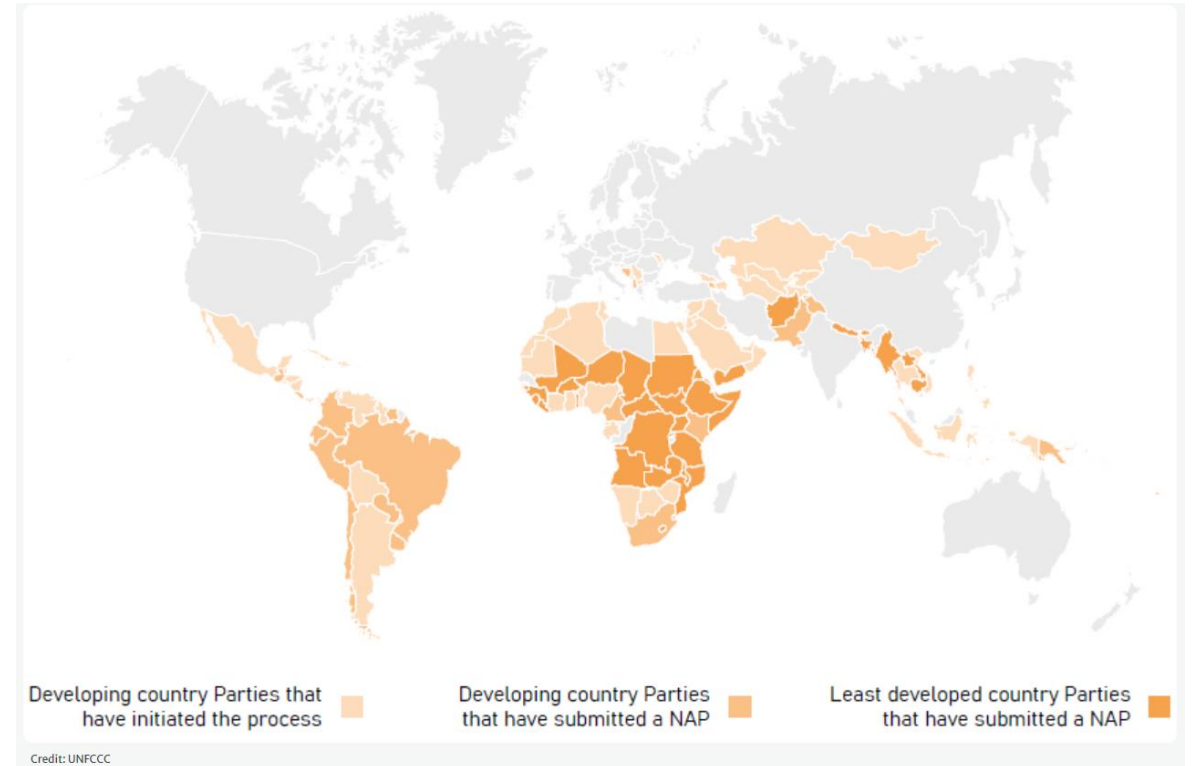 Developing country Parties that
have initiated the process
Developing country Parties
that have submitted a NAP
Least developed country Parties
that have submitted a NAP
Credit: UNFCCC